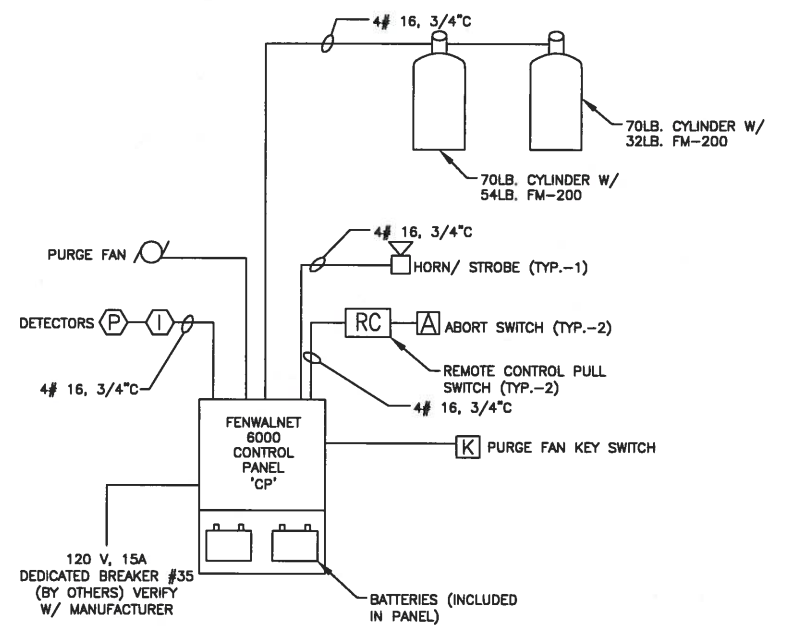 4# 16, 3/4"C
70LB. CYLINDER W/
32LB. FM-200
70LB. CYLINDER W/
54LB. FM-200
4# 16, 3/4"C
PURGE FAN
HORN/ STROBE (TYP.-1)
DETECTORS P I
RC A ABORT SWITCH (TYP.-2)
REMOTE CONTROL PULL
SWITCH (TYP.-2)
4# 16, 3/4"C
4# 16, 3/4"C
FENWALNET
6000
CONTROL
PANEL
'CP'
K PURGE FAN KEY SWITCH
120 V, 15A
DEDICATED BREAKER #35
(BY OTHERS) VERIFY
W/ MANUFACTURER
BATTERIES (INCLUDED
IN PANEL)